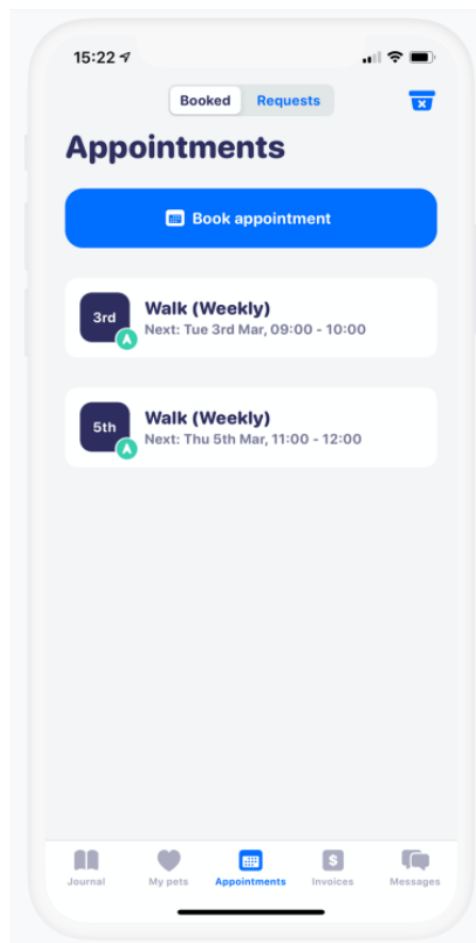 15:22
Booked Requests
Appointments
Book appointment
3rd
Walk (Weekly)
Next: Tue 3rd Mar, 09:00 - 10:00
5th
Walk (Weekly)
Next: Thu 5th Mar, 11:00 - 12:00
$
Journal My pets Appointments Invoices Messages